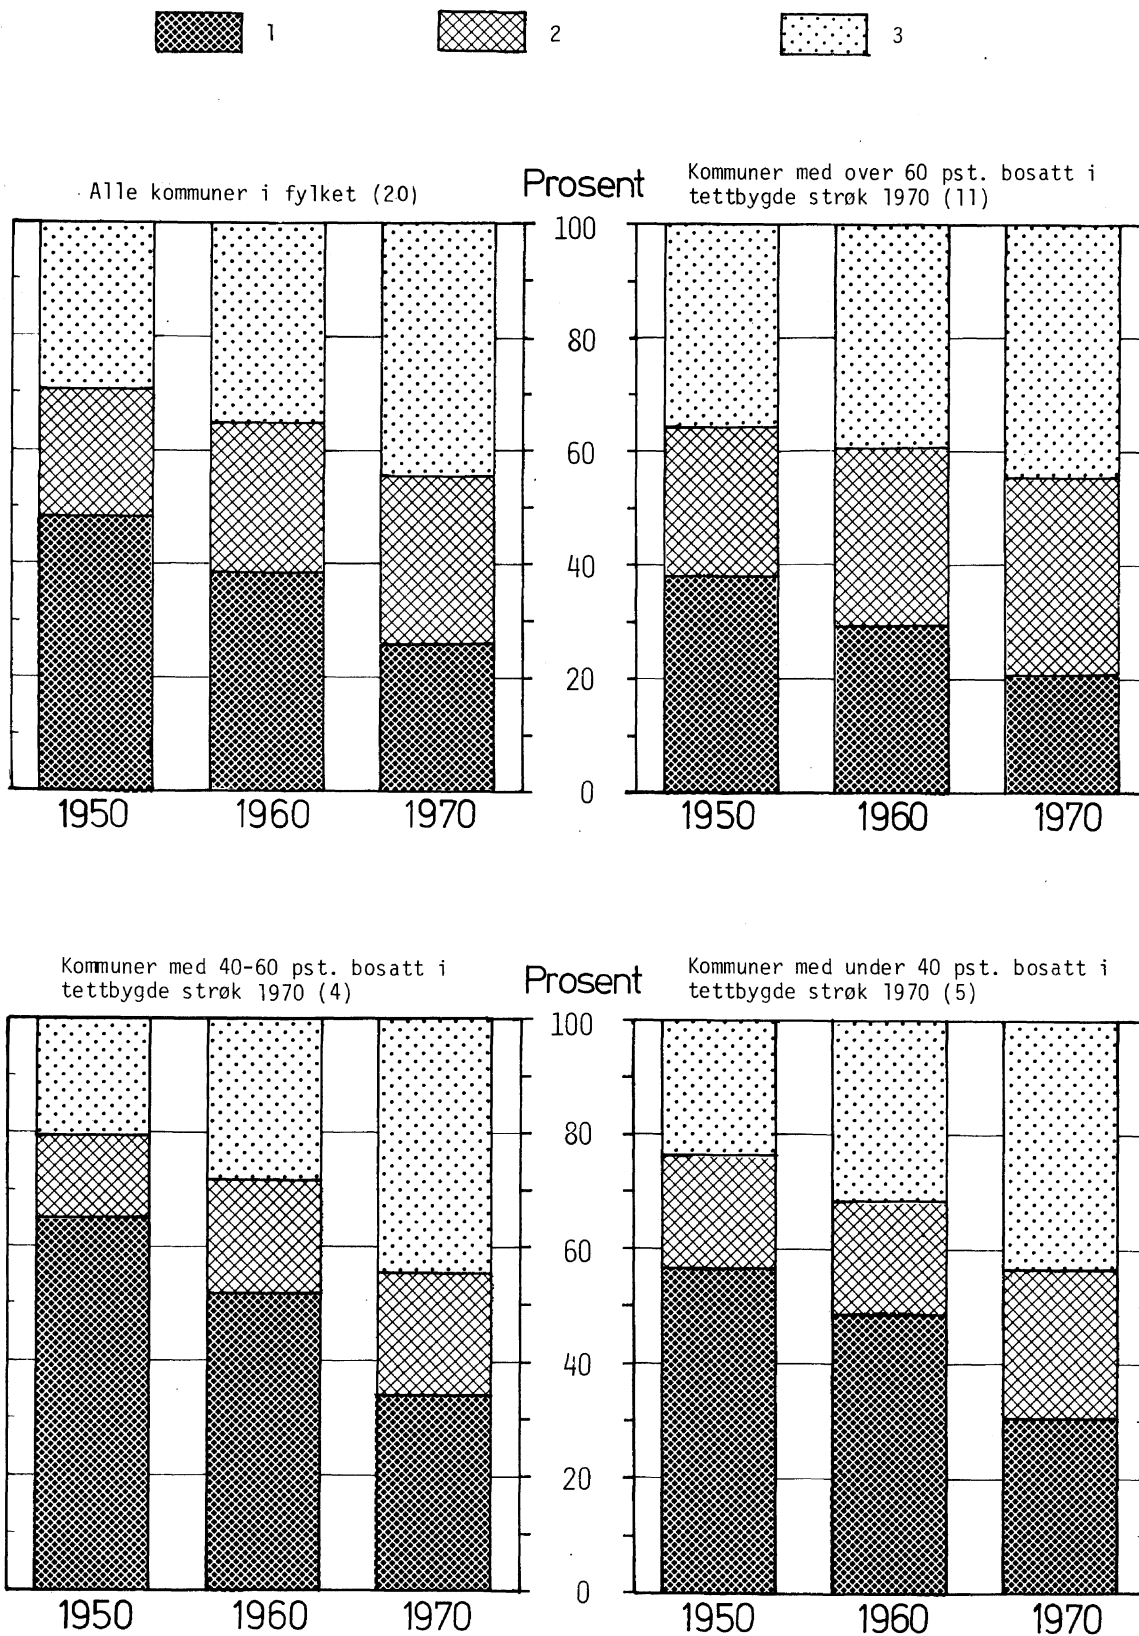 1 2 3
Alle kommuner i fylket (20)
Prosent
Kommuner med over 60 pst. bosatt i
tettbygde strøk 1970 (11)
100
80
60
40
20
0
1950 1960 1970
1950 1960 1970
Kommuner med 40-60 pst. bosatt i
tettbygde strøk 1970 (4)
Prosent
Kommuner med under 40 pst. bosatt i
tettbygde strøk 1970 (5)
100
80
60
40
20
0
1950 1960 1970
1950 1960 1970